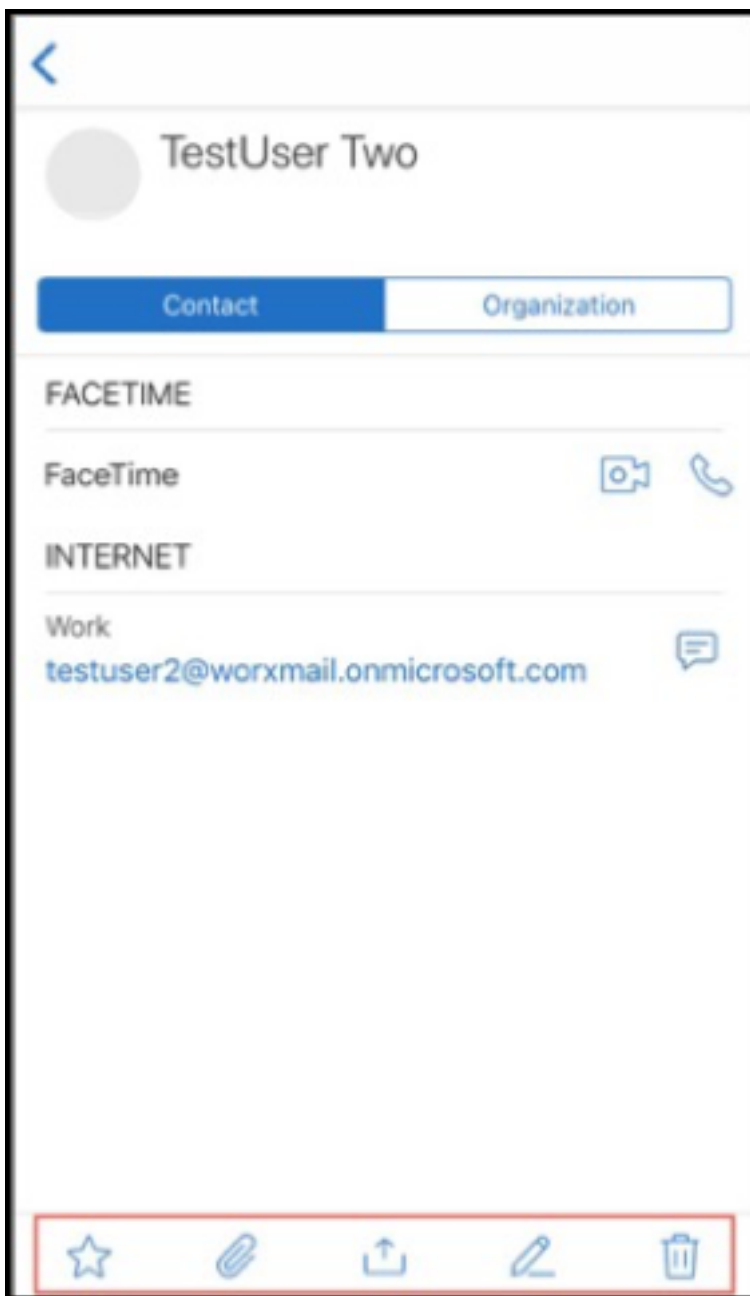 TestUser Two
Contact Organization
FACETIME
FaceTime
INTERNET
Work
testuser2@worxmail.onmicrosoft.com